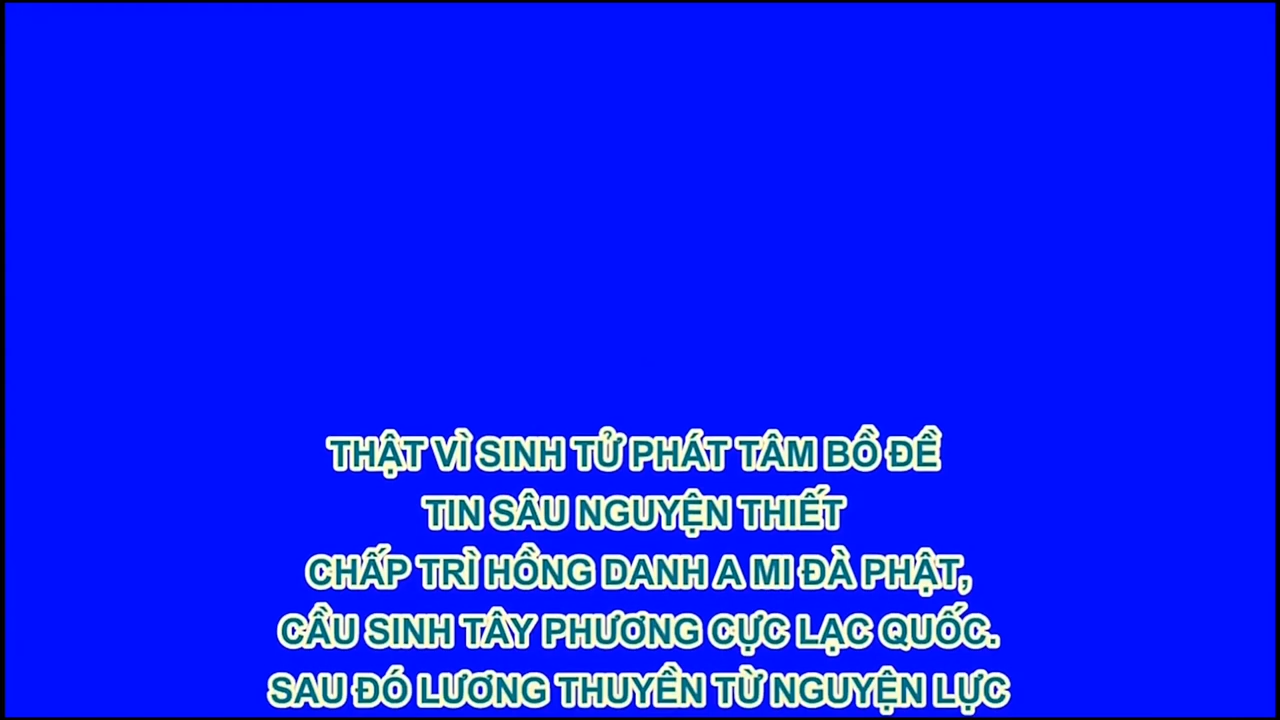 THẬT VÌ SINH TỬ PHÁT TÂM BỒ ĐỀ
TIN SÂU NGUYỆN THIẾT
CHẤP TRÌ HỒNG DANH A MI ĐÀ PHẬT,
CẦU SINH TÂY PHƯƠNG CỰC LẠC QUỐC.
SAU ĐÓ LƯƠNG THUYỀN TỪ NGUYỆN LỰC